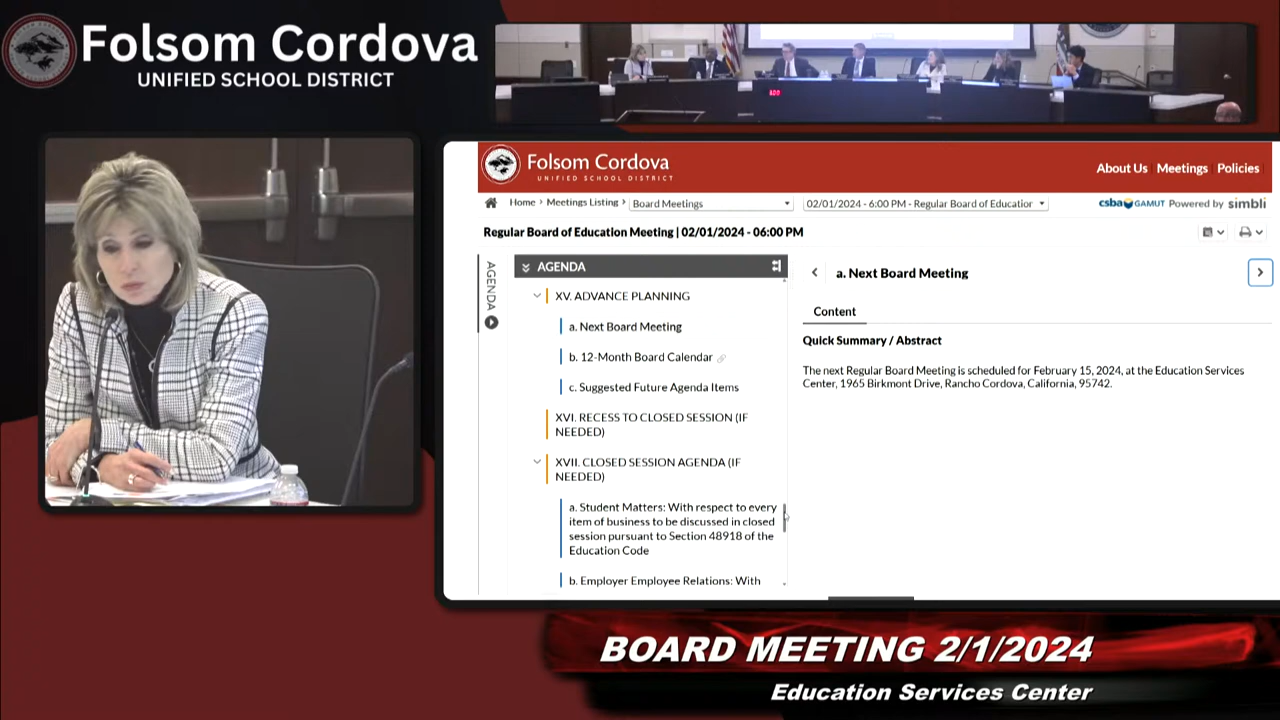 Folsom Cordova
UNIFIED SCHOOL DISTRICT
Folsom Cordova
UNIFIED SCHOOL DISTRICT
About Us Meetings Policies
Home > Meetings Listing > Board Meetings
02/01/2024 - 6:00 PM - Regular Board of Educatior
csba GAMUT Powered by simbli
Regular Board of Education Meeting | 02/01/2024 - 06:00 PM
AGENDA
AGENDA
XV. ADVANCE PLANNING
a. Next Board Meeting
b. 12-Month Board Calendar
c. Suggested Future Agenda Items
XVI. RECESS TO CLOSED SESSION (IF
NEEDED)
XVII. CLOSED SESSION AGENDA (IF
NEEDED)
a. Student Matters: With respect to every
item of business to be discussed in closed
session pursuant to Section 48918 of the
Education Code
b. Employer Employee Relations: With
a. Next Board Meeting
Content
Quick Summary / Abstract
The next Regular Board Meeting is scheduled for February 15, 2024, at the Education Services
Center, 1965 Birkmont Drive, Rancho Cordova, California, 95742.
BOARD MEETING 2/1/2024
Education Services Center